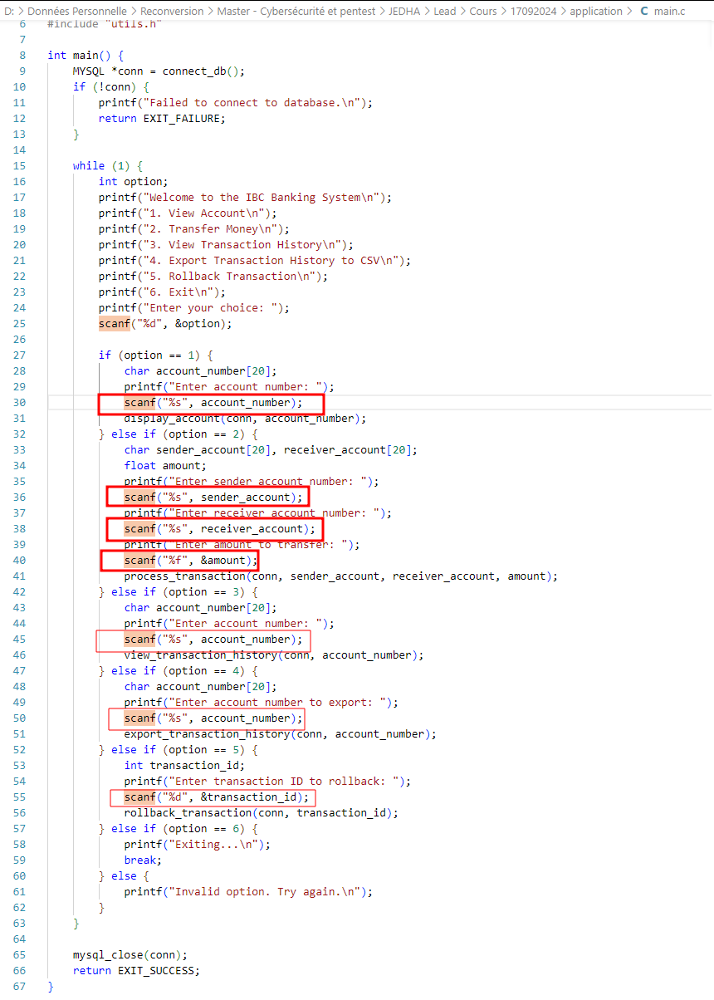 D: > Données Personnelle > Reconversion > Master - Cybersécurité et pentest > JEDHA > Lead > Cours > 17092024 > application > C main.c
6 #include "utils.h"
7
8 int main() {
9     MYSQL *conn = connect_db();
10     if (!conn) {
11         printf("Failed to connect to database.\n");
12         return EXIT_FAILURE;
13     }
14
15     while (1) {
16         int option;
17         printf("Welcome to the IBC Banking System\n");
18         printf("1. View Account\n");
19         printf("2. Transfer Money\n");
20         printf("3. View Transaction History\n");
21         printf("4. Export Transaction History to CSV\n");
22         printf("5. Rollback Transaction\n");
23         printf("6. Exit\n");
24         printf("Enter your choice: ");
25         scanf("%d", &option);
26
27         if (option == 1) {
28             char account_number[20];
29             printf("Enter account number: ");
30             scanf("%s", account_number);
31             display_account(conn, account_number);
32         } else if (option == 2) {
33             char sender_account[20], receiver_account[20];
34             float amount;
35             printf("Enter sender account number: ");
36             scanf("%s", sender_account);
37             printf("Enter receiver account number: ");
38             scanf("%s", receiver_account);
39             printf("Enter amount to transfer: ");
40             scanf("%f", &amount);
41             process_transaction(conn, sender_account, receiver_account, amount);
42         } else if (option == 3) {
43             char account_number[20];
44             printf("Enter account number: ");
45             scanf("%s", account_number);
46             view_transaction_history(conn, account_number);
47         } else if (option == 4) {
48             char account_number[20];
49             printf("Enter account number to export: ");
50             scanf("%s", account_number);
51             export_transaction_history(conn, account_number);
52         } else if (option == 5) {
53             int transaction_id;
54             printf("Enter transaction ID to rollback: ");
55             scanf("%d", &transaction_id);
56             rollback_transaction(conn, transaction_id);
57         } else if (option == 6) {
58             printf("Exiting...\n");
59             break;
60         } else {
61             printf("Invalid option. Try again.\n");
62         }
63     }
64
65     mysql_close(conn);
66     return EXIT_SUCCESS;
67 }